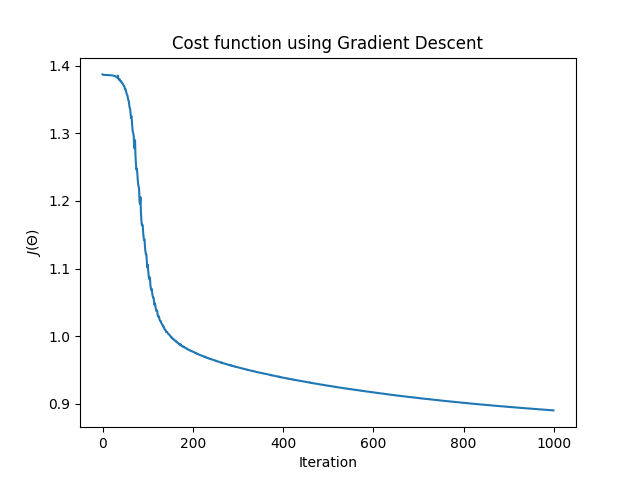 Cost function using Gradient Descent
1.4
1.3
1.2
1.1
1.0
0.9
J(Θ)
0 200 400 600 800 1000
Iteration